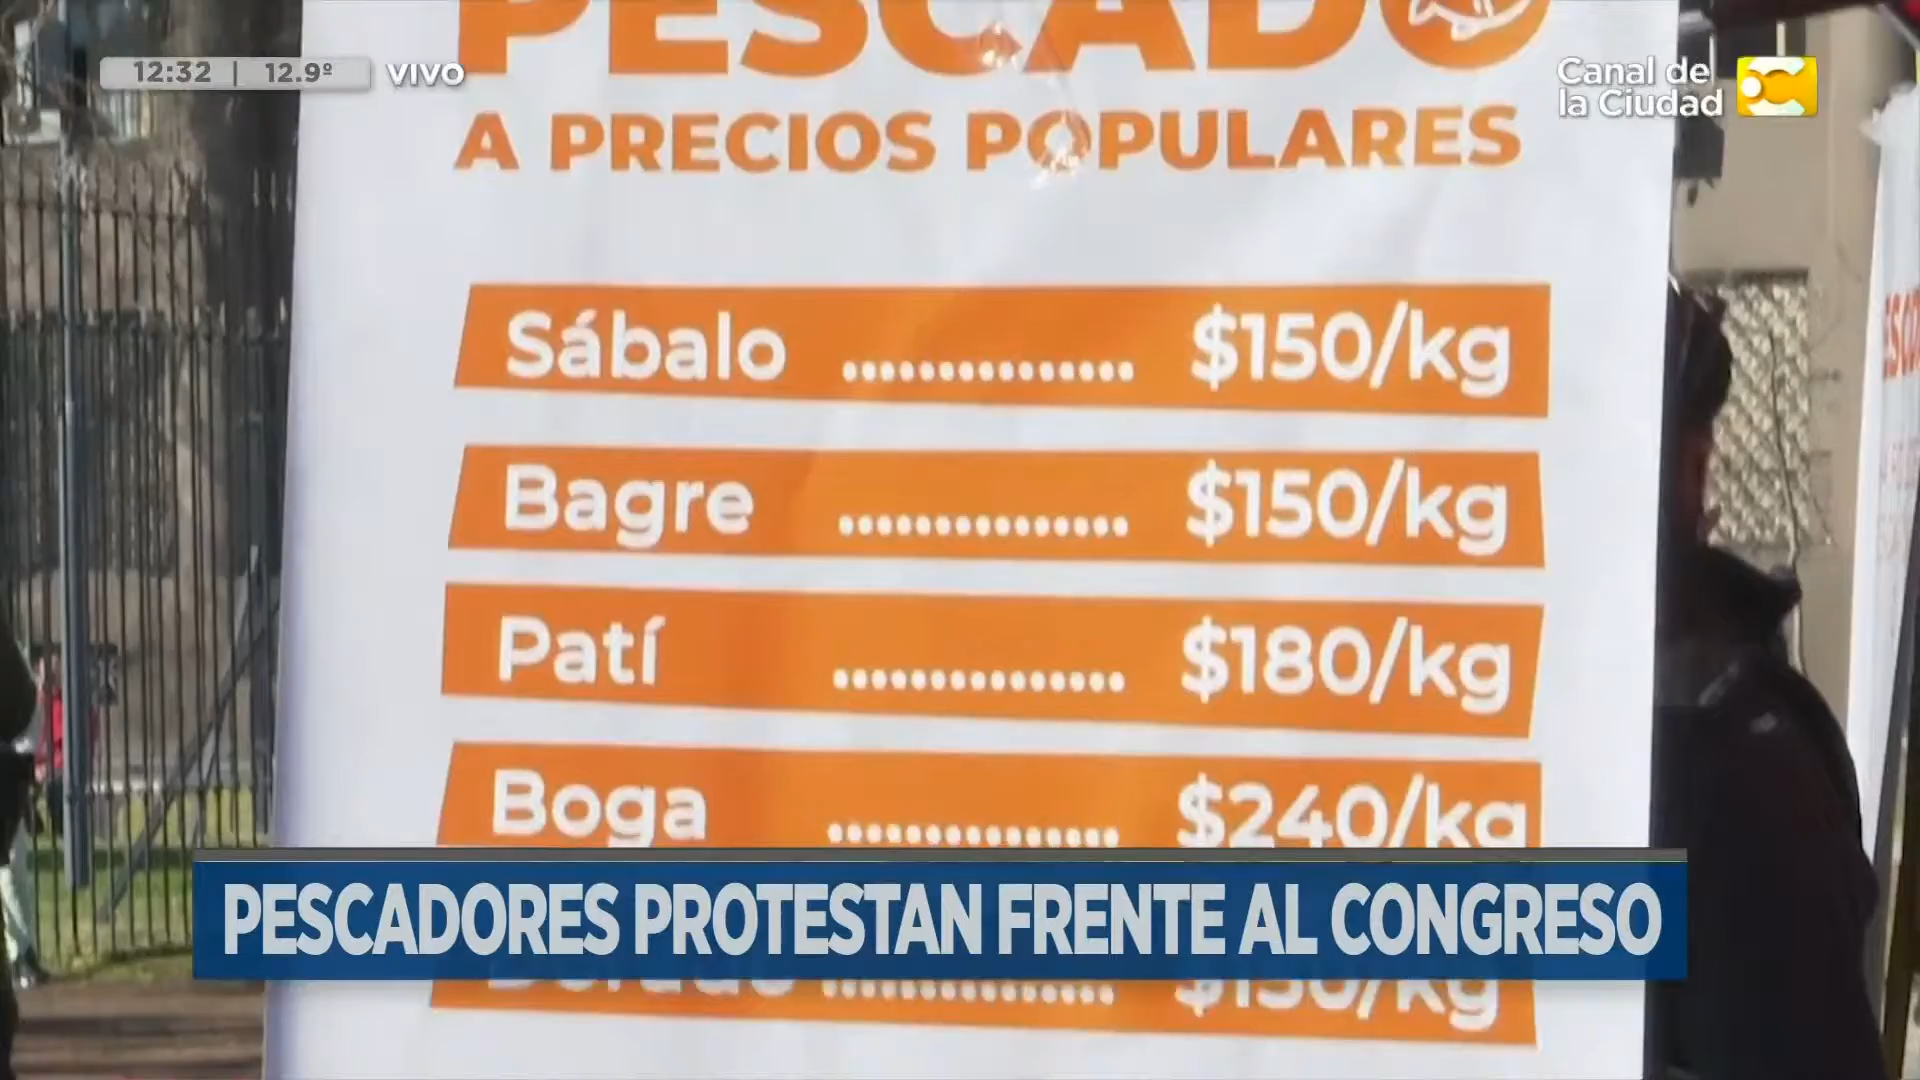 PESCADO
12:32 | 12.9º VIVO
Canal de
la Ciudad
A PRECIOS POPULARES
Sábalo .............. $150/kg
Bagre .............. $150/kg
Patí .............. $180/kg
Boga .............. $240/kg
PESCADORES PROTESTAN FRENTE AL CONGRESO